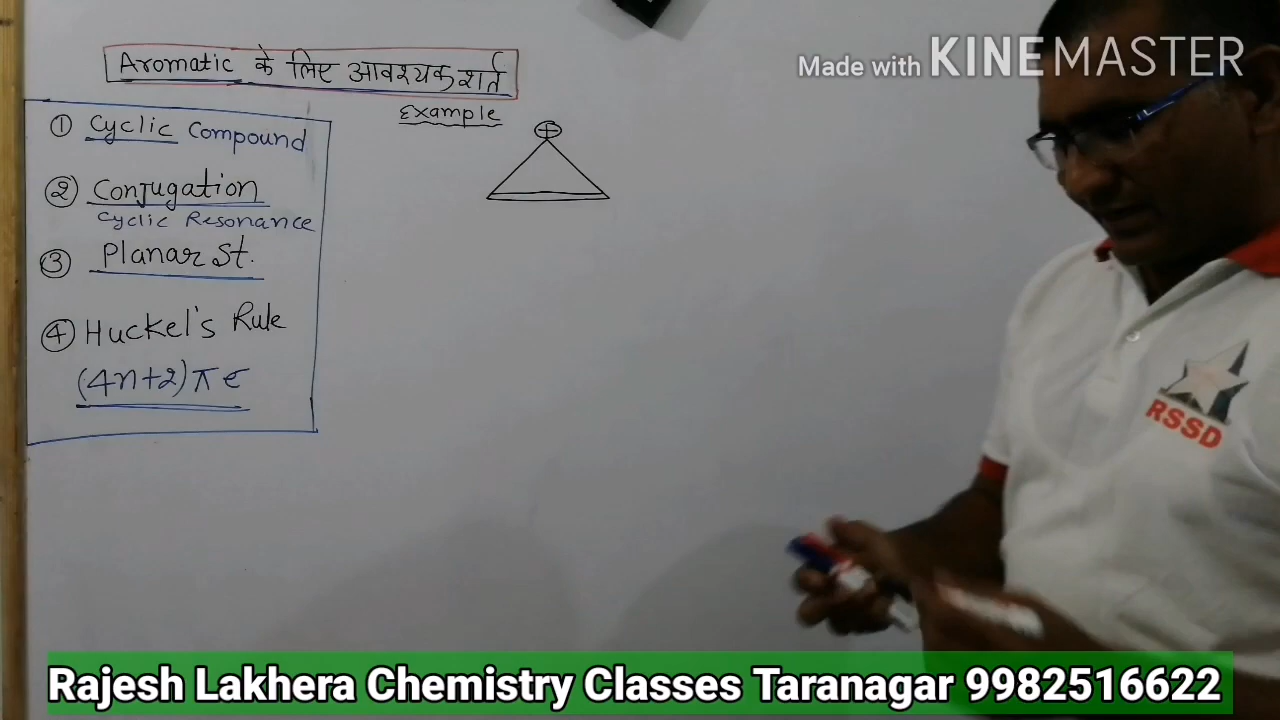 Made with KINEMASTER
Aromatic के लिए आवश्यक शर्त
Example
① Cyclic Compound
② Conjugation
Cyclic Resonance
③ Planar St.
④ Huckel's Rule
(4n+2) π e
⊕
RSSD
Rajesh Lakhera Chemistry Classes Taranagar 9982516622